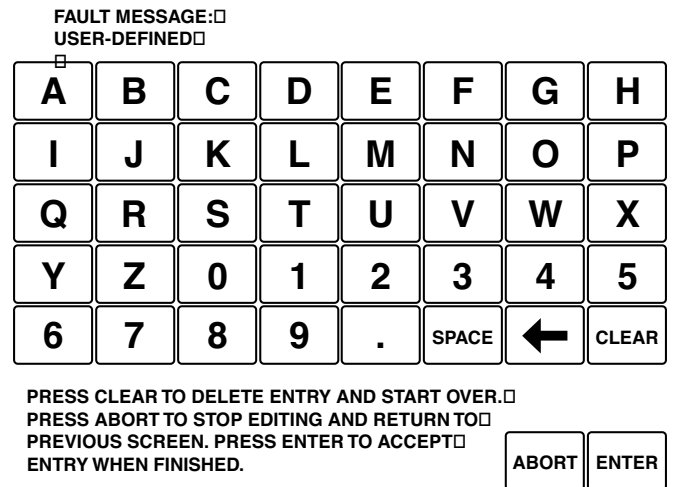 FAULT MESSAGE:□
USER-DEFINED□
□
A B C D E F G H
I J K L M N O P
Q R S T U V W X
Y Z 0 1 2 3 4 5
6 7 8 9 . SPACE ← CLEAR
PRESS CLEAR TO DELETE ENTRY AND START OVER.□
PRESS ABORT TO STOP EDITING AND RETURN TO□
PREVIOUS SCREEN. PRESS ENTER TO ACCEPT□
ENTRY WHEN FINISHED.
ABORT ENTER